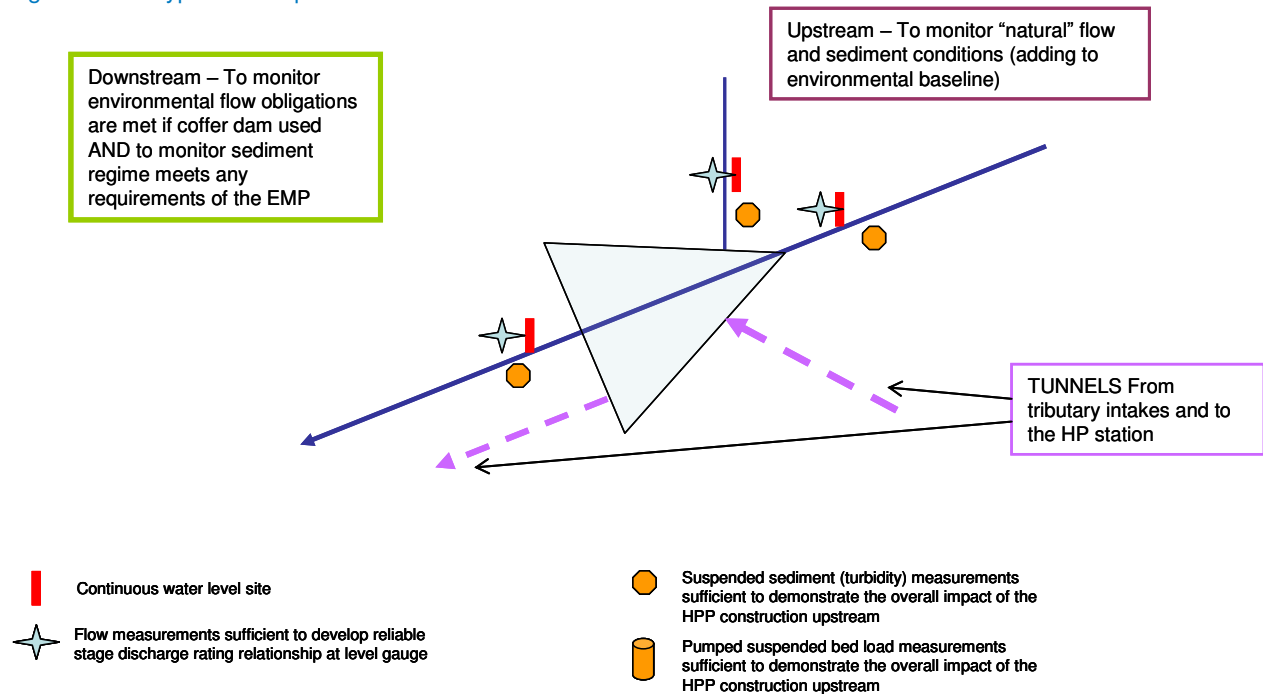 Upstream – To monitor “natural” flow
and sediment conditions (adding to
environmental baseline)
Downstream – To monitor
environmental flow obligations
are met if coffer dam used
AND to monitor sediment
regime meets any
requirements of the EMP
TUNNELS From
tributary intakes and to
the HP station
Continuous water level site
Flow measurements sufficient to develop reliable
stage discharge rating relationship at level gauge
Suspended sediment (turbidity) measurements
sufficient to demonstrate the overall impact of the
HPP construction upstream
Pumped suspended bed load measurements
sufficient to demonstrate the overall impact of the
HPP construction upstream